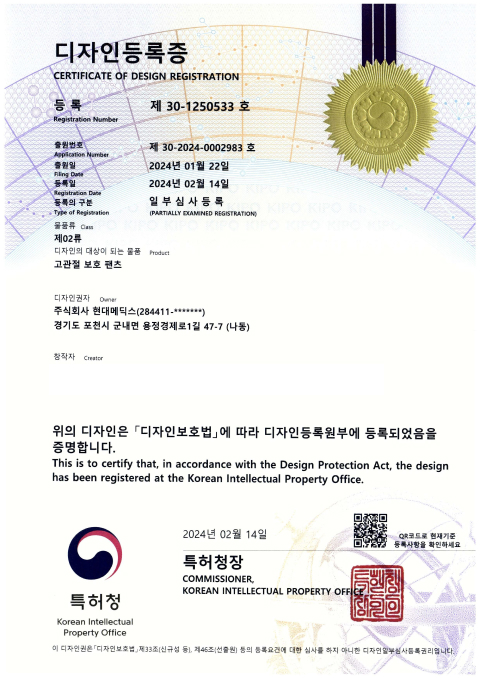 디자인등록증
CERTIFICATE OF DESIGN REGISTRATION
등 록 제 30-1250533 호
Registration Number
출원번호 제 30-2024-0002983 호
Application Number
출원일 2024년 01월 22일
Filing Date
등록일 2024년 02월 14일
Registration Date
등록의 구분 일 부 심 사 등 록
Type of Registration (PARTIALLY EXAMINED REGISTRATION)
물품류 Class
제02류
디자인의 대상이 되는 물품 Product
고관절 보호 팬츠
디자인권자 Owner
주식회사 현대메딕스(284411-*******)
경기도 포천시 군내면 용정경제로1길 47-7 (나동)
창작자 Creator
위의 디자인은 「디자인보호법」에 따라 디자인등록원부에 등록되었음을
증명합니다.
This is to certify that, in accordance with the Design Protection Act, the design
has been registered at the Korean Intellectual Property Office.
2024년 02월 14일
QR코드로 현재기준
등록사항을 확인하세요
특허청장
COMMISSIONER,
KOREAN INTELLECTUAL PROPERTY OFFICE
특허청
Korean Intellectual
Property Office
이 디자인권은「디자인보호법」제33조(신규성 등), 제46조(선출원) 등의 등록요건에 대한 심사를 하지 아니한 디자인일부심사등록권리입니다.